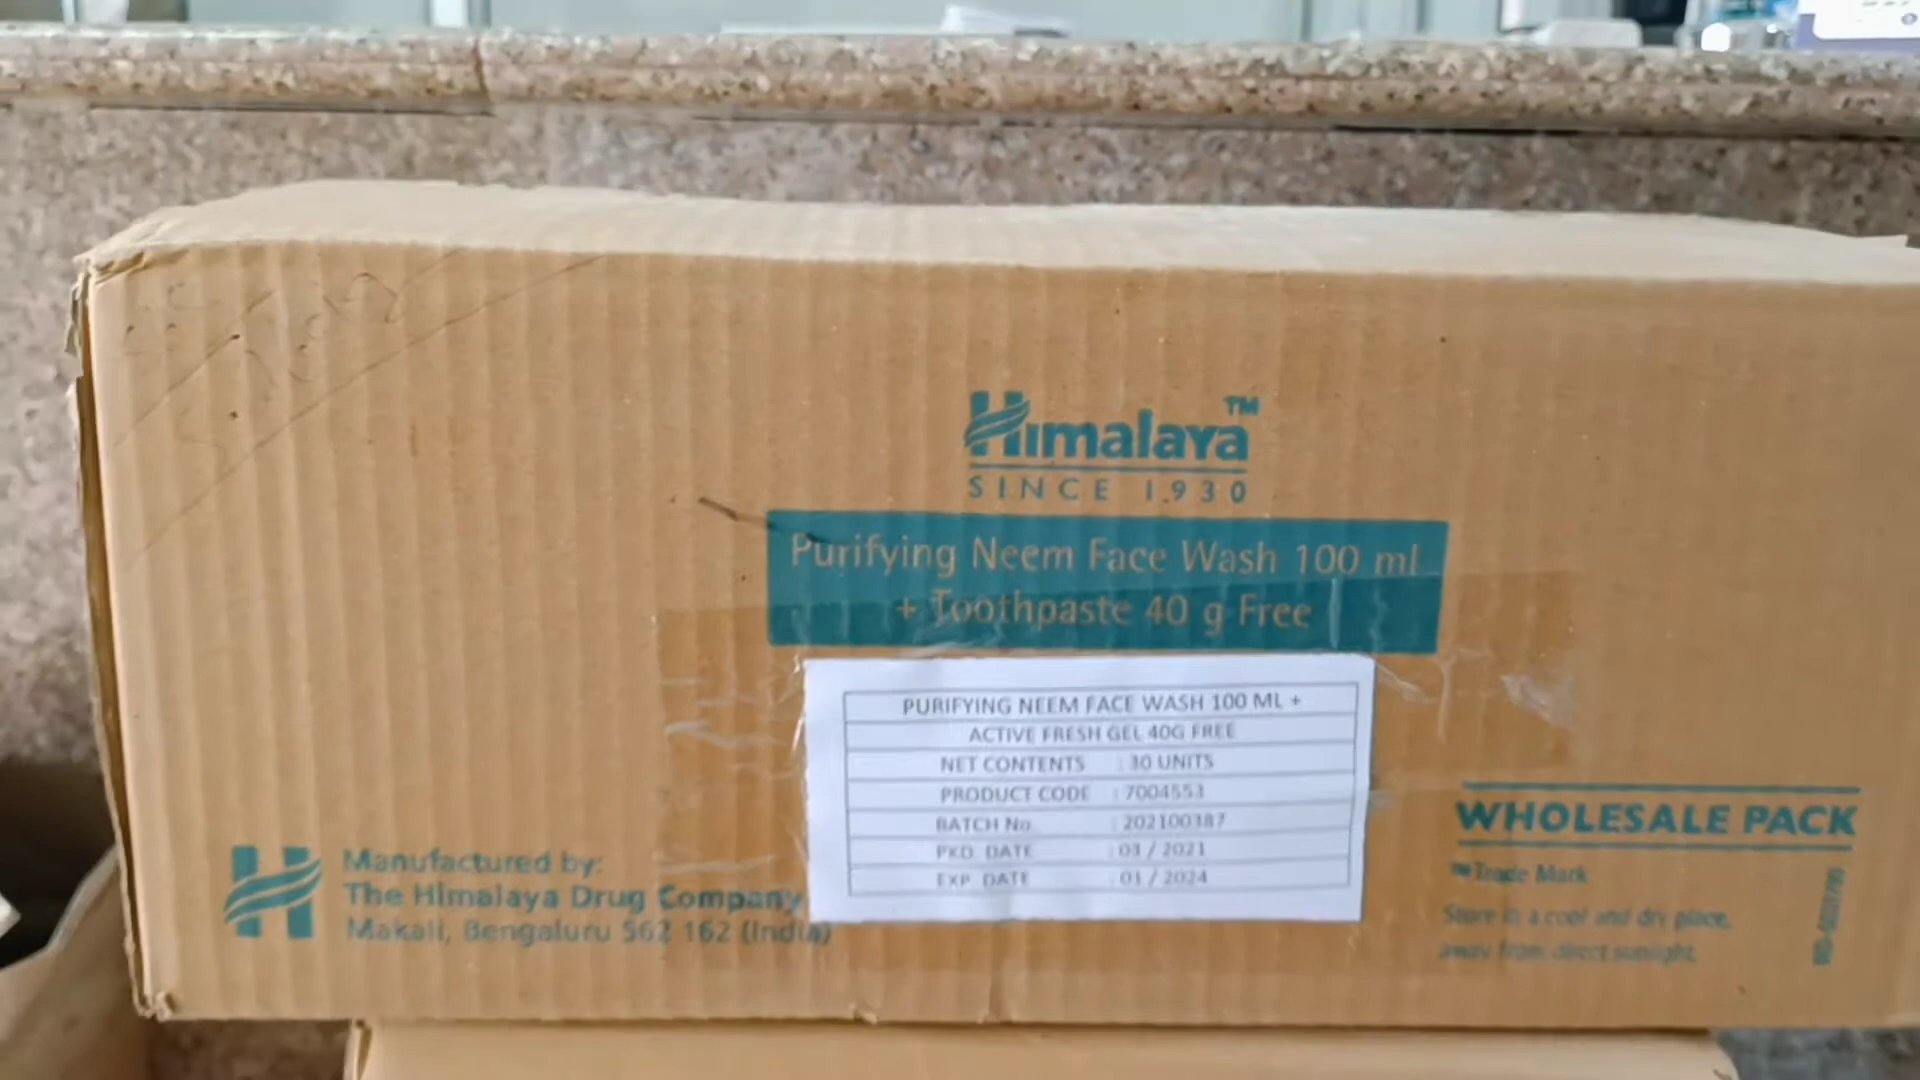 Himalaya™
SINCE 1930
Purifying Neem Face Wash 100 ml
+ Toothpaste 40 g Free
PURIFYING NEEM FACE WASH 100 ML +
ACTIVE FRESH GEL 40G FREE
NET CONTENTS : 30 UNITS
PRODUCT CODE : 7004553
BATCH No : 202100387
PKD DATE : 03 / 2021
EXP DATE : 01 / 2024
Manufactured by:
The Himalaya Drug Company
Makali, Bengaluru 562 162 (India)
WHOLESALE PACK
™Trade Mark
Store in a cool and dry place,
away from direct sunlight.